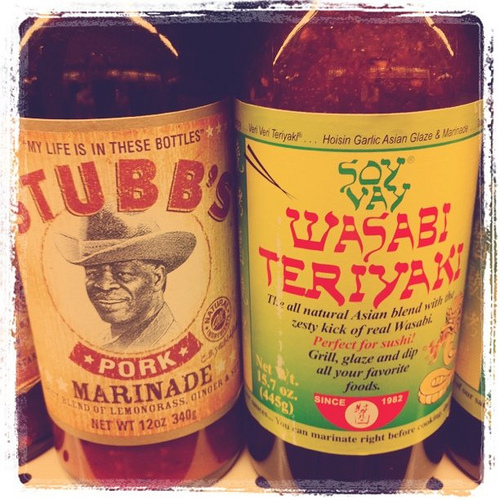 "MY LIFE IS IN THESE BOTTLES"
STUBB'S
PORK
MARINADE
BLEND OF LEMONGRASS, GINGER &
NET WT 12oz 340g
Veri Veri Teriyaki® . . . Hoisin Garlic Asian Glaze & Marinade
SOY
VAY®
WASABI
TERIYAKI
The all natural Asian blend with the
zesty kick of real Wasabi.
Perfect for sushi!
Grill, glaze and dip
all your favorite
foods.
Net Wt.
15.7 oz.
(445g)
SINCE 1982
You can marinate right before cooking